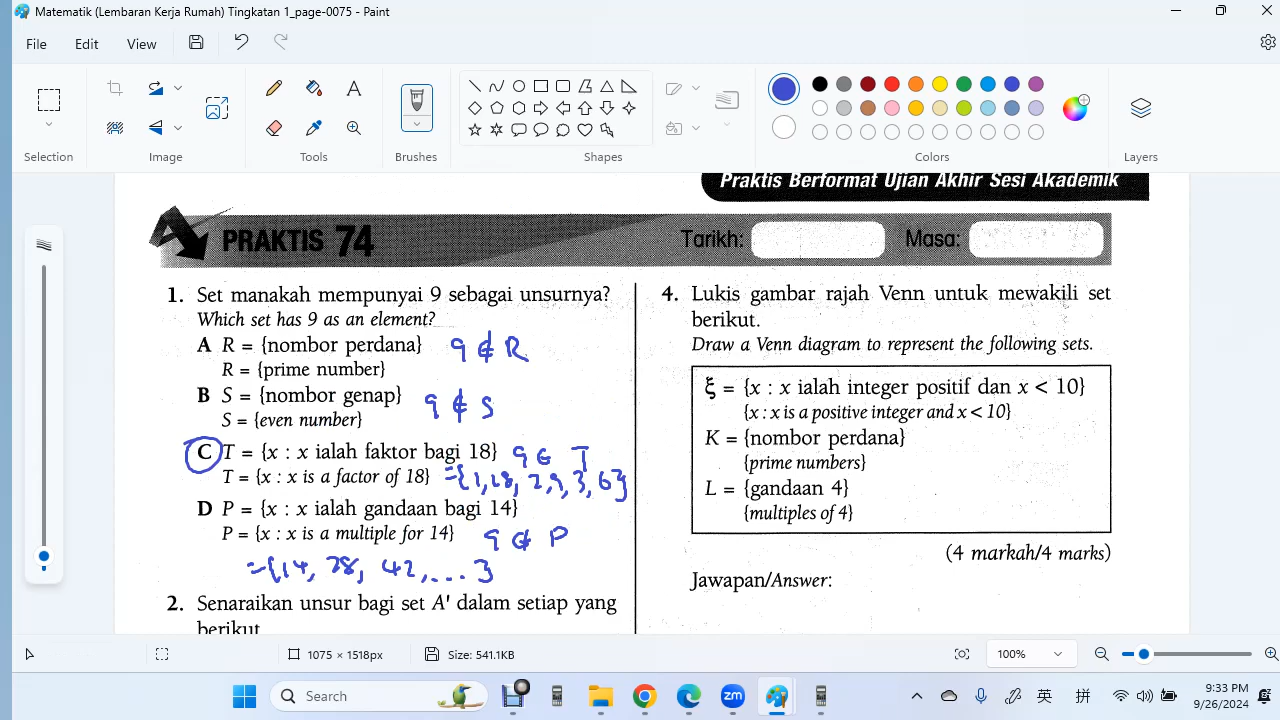 Matematik (Lembaran Kerja Rumah) Tingkatan 1_page-0075 - Paint
File Edit View
Selection Image Tools Brushes Shapes Colors Layers
Praktis Berformat Ujian Akhir Sesi Akademik
PRAKTIS 74 Tarikh: Masa:
1. Set manakah mempunyai 9 sebagai unsurnya?
Which set has 9 as an element?
A R = {nombor perdana} 9 ∉ R
R = {prime number}
B S = {nombor genap} 9 ∉ S
S = {even number}
C T = {x : x ialah faktor bagi 18} 9 ∈ T
T = {x : x is a factor of 18} = {1, 18, 2, 9, 3, 6}
D P = {x : x ialah gandaan bagi 14}
P = {x : x is a multiple for 14} 9 ∉ P
= {14, 28, 42, ... }
2. Senaraikan unsur bagi set A' dalam setiap yang
berikut.
4. Lukis gambar rajah Venn untuk mewakili set
berikut.
Draw a Venn diagram to represent the following sets.
ξ = {x : x ialah integer positif dan x < 10}
{x : x is a positive integer and x < 10}
K = {nombor perdana}
{prime numbers}
L = {gandaan 4}
{multiples of 4}
(4 markah/4 marks)
Jawapan/Answer:
1075 × 1518px Size: 541.1KB 100%
Search zm 英 拼 9:33 PM
9/26/2024